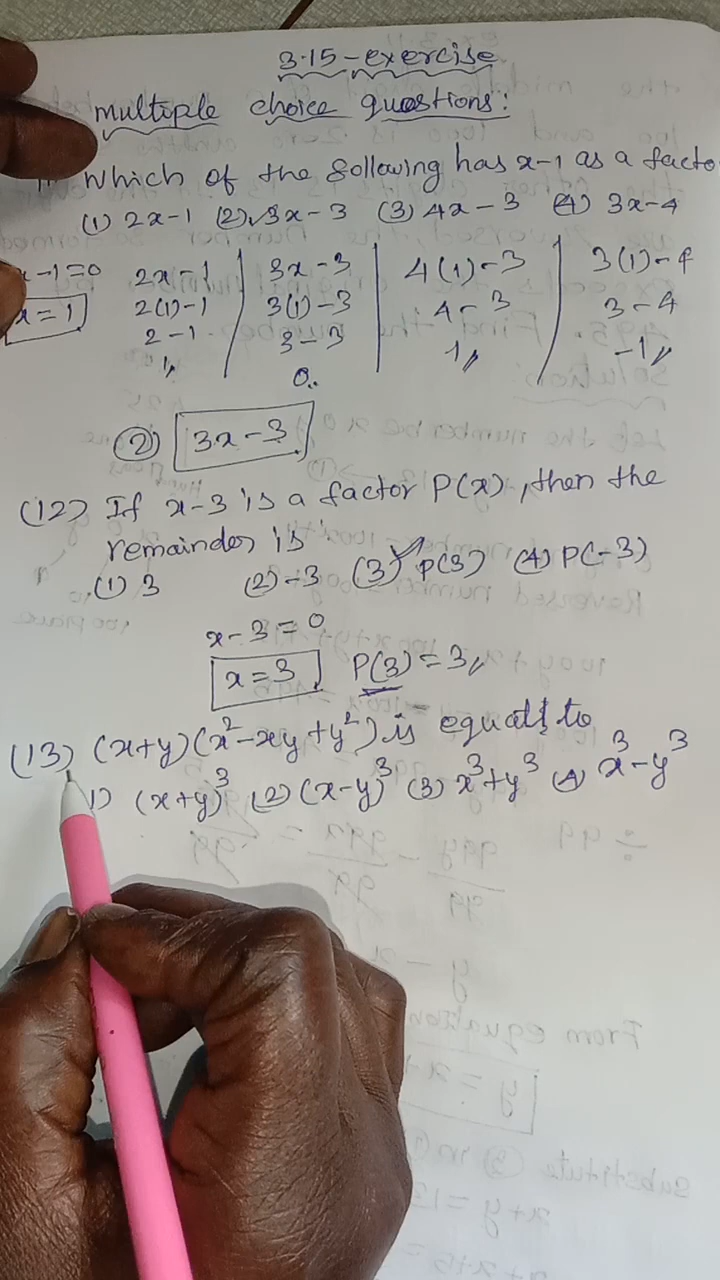 3.15-exercise
multiple choice questions:
Which of the following has x-1 as a facto
(1) 2x-1 (2) 3x-3 (3) 4x-3 (4) 3x-4
x-1=0 2x-1 3x-3 4(1)-3 3(1)-4
x=1 2(1)-1 3(1)-3 4-3 3-4
2-1 3-3 1,, -1,,
1,, 0..
(2) 3x-3
(12) If x-3 is a factor P(x), then the
remainder is
(1) 3 (2) -3 (3) P(3) (4) P(-3)
x-3=0
x=3 P(3)=3,,
(13) (x+y)(x²-xy+y²) is equal to
1) (x+y)³ (2) (x-y)³ (3) x³+y³ (4) x³-y³